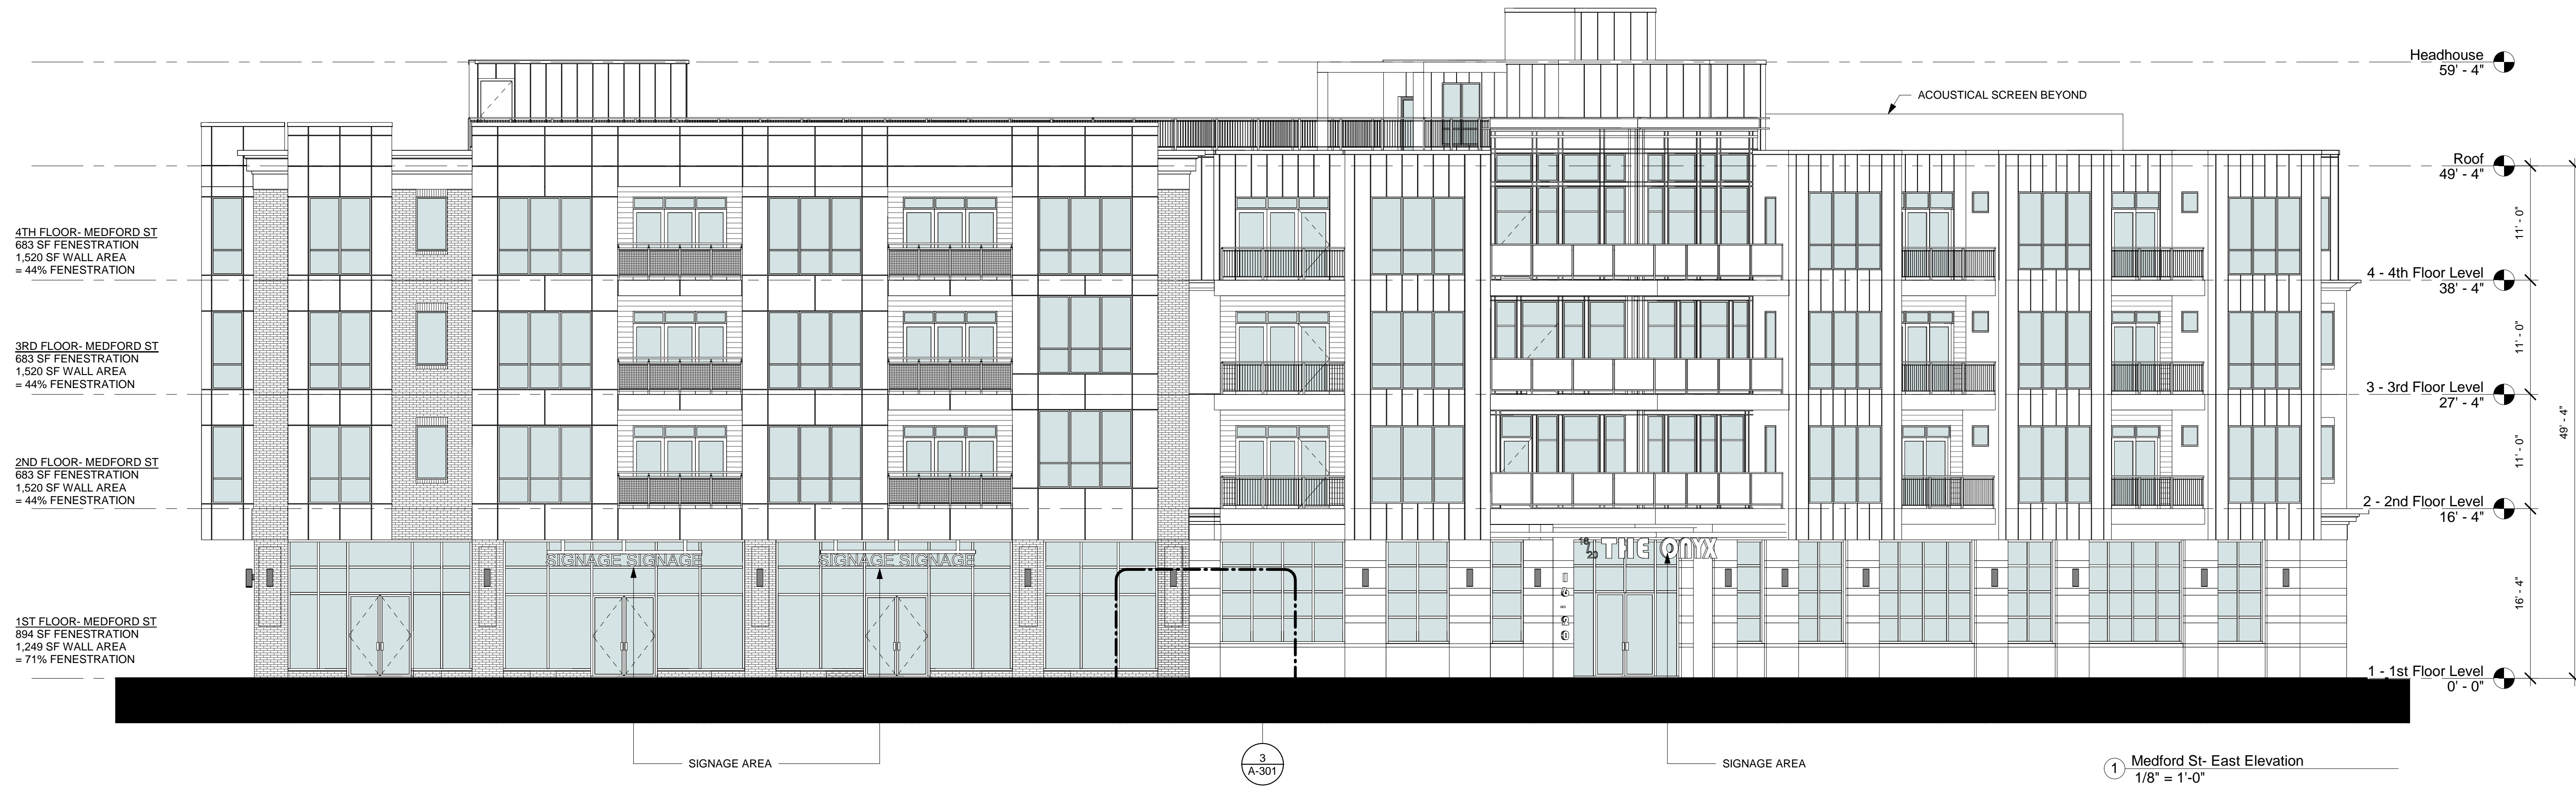 Headhouse
59' - 4"
ACOUSTICAL SCREEN BEYOND
Roof
49' - 4"
11' - 0"
4TH FLOOR- MEDFORD ST
683 SF FENESTRATION
1,520 SF WALL AREA
= 44% FENESTRATION
4 - 4th Floor Level
38' - 4"
11' - 0"
3RD FLOOR- MEDFORD ST
683 SF FENESTRATION
1,520 SF WALL AREA
= 44% FENESTRATION
3 - 3rd Floor Level
27' - 4"
49' - 4"
11' - 0"
2ND FLOOR- MEDFORD ST
683 SF FENESTRATION
1,520 SF WALL AREA
= 44% FENESTRATION
2 - 2nd Floor Level
16' - 4"
SIGNAGE SIGNAGE
SIGNAGE SIGNAGE
16
20
THE ONYX
16-20
16' - 4"
1ST FLOOR- MEDFORD ST
894 SF FENESTRATION
1,249 SF WALL AREA
= 71% FENESTRATION
1 - 1st Floor Level
0' - 0"
SIGNAGE AREA
3
A-301
SIGNAGE AREA
1
Medford St- East Elevation
1/8" = 1'-0"